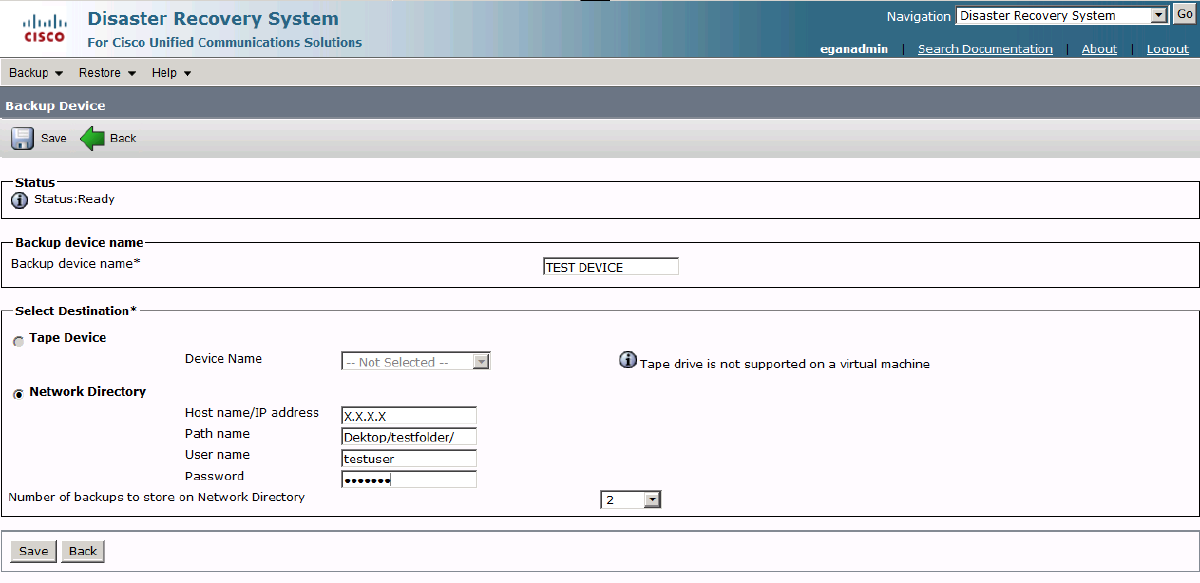 Disaster Recovery System
For Cisco Unified Communications Solutions
CISCO
Navigation Disaster Recovery System Go
eganadmin | Search Documentation | About | Logout
Backup Restore Help
Backup Device
Save Back
Status
Status:Ready
Backup device name
Backup device name* TEST DEVICE
Select Destination*
Tape Device
Device Name -- Not Selected -- Tape drive is not supported on a virtual machine
Network Directory
Host name/IP address X.X.X.X
Path name Dektop/testfolder/
User name testuser
Password •••••••
Number of backups to store on Network Directory 2
Save Back